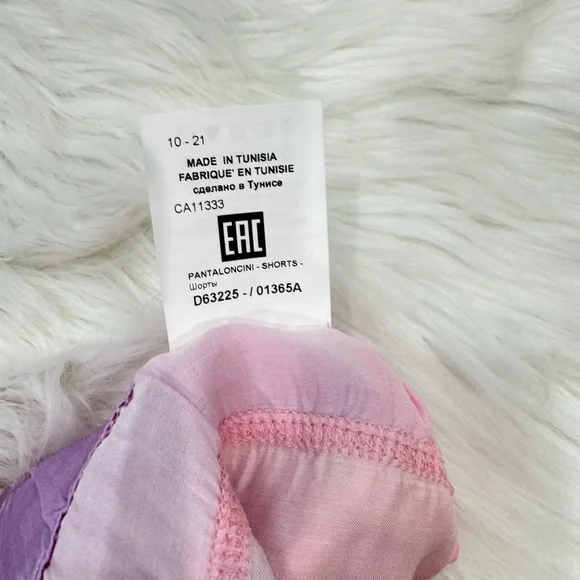 10 - 21
MADE IN TUNISIA
FABRIQUE' EN TUNISIE
сделано в Тунисе
CA11333
EAC
PANTALONCINI - SHORTS -
Шорты
D63225 - / 01365A